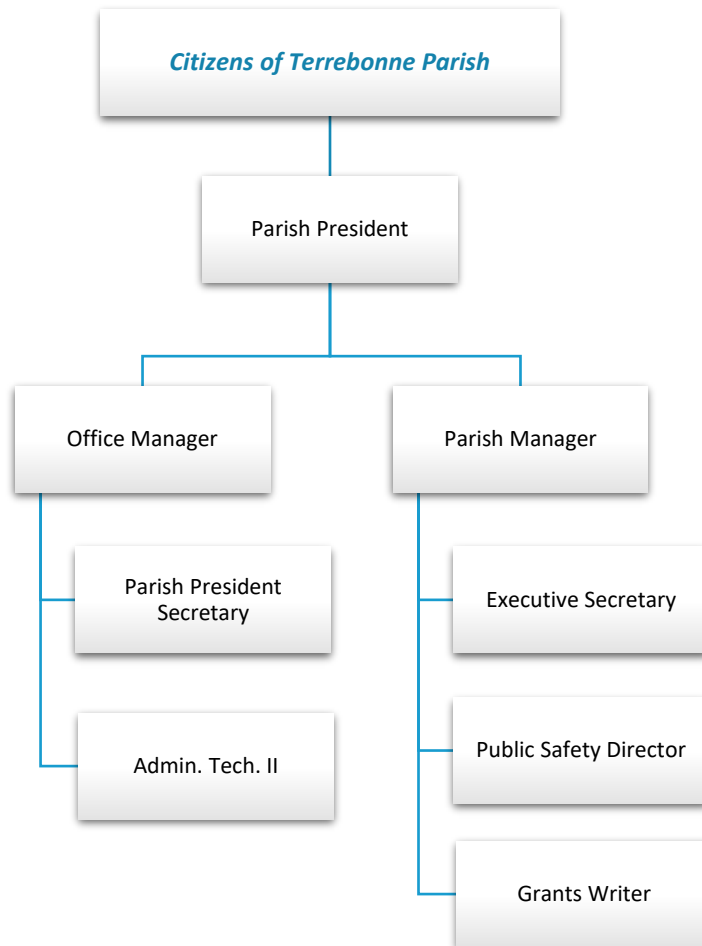 Citizens of Terrebonne Parish
Parish President
Office Manager
Parish Manager
Parish President
Secretary
Executive Secretary
Admin. Tech. II
Public Safety Director
Grants Writer